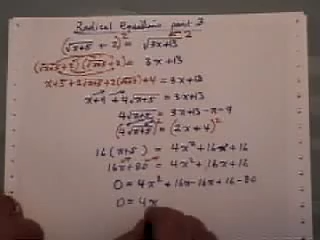 Radical Equations part 3
(√x+5 + 2)² = √3x+13 ²
(√x+5 + 2)(√x+5 + 2) = 3x+13
x+5 + 2√x+5 + 2(√x+5) + 4 = 3x+13
x+9 + 4√x+5 = 3x+13
4√x+5 = 3x+13-x-9
(4√x+5)² = (2x+4)²
16(x+5) = 4x²+16x+16
16x+80 = 4x²+16x+16
0 = 4x²+16x-16x+16-80
0 = 4x